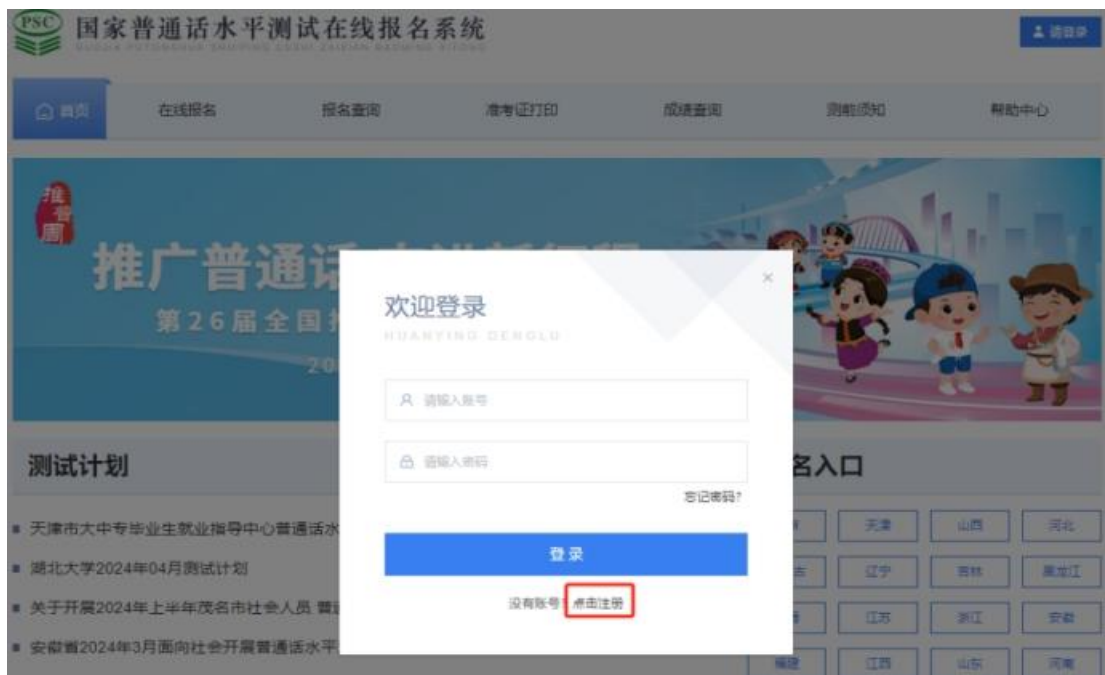 PSC 国家普通话水平测试在线报名系统
请登录
首页 在线报名 报名查询 准考证打印 成绩查询 测前须知 帮助中心
推普周
推广普通话
第26届全国
20
欢迎登录
HUANYING DENGLU
请输入账号
请输入密码
忘记密码?
登录
没有账号? 点击注册
测试计划
名入口
天津市大中专毕业生就业指导中心普通话水
湖北大学2024年04月测试计划
关于开展2024年上半年茂名市社会人员 普通
安徽省2024年3月面向社会开展普通话水平
天津 山西 河北
辽宁 吉林 黑龙江
江苏 浙江 安徽
福建 江西 山东 河南